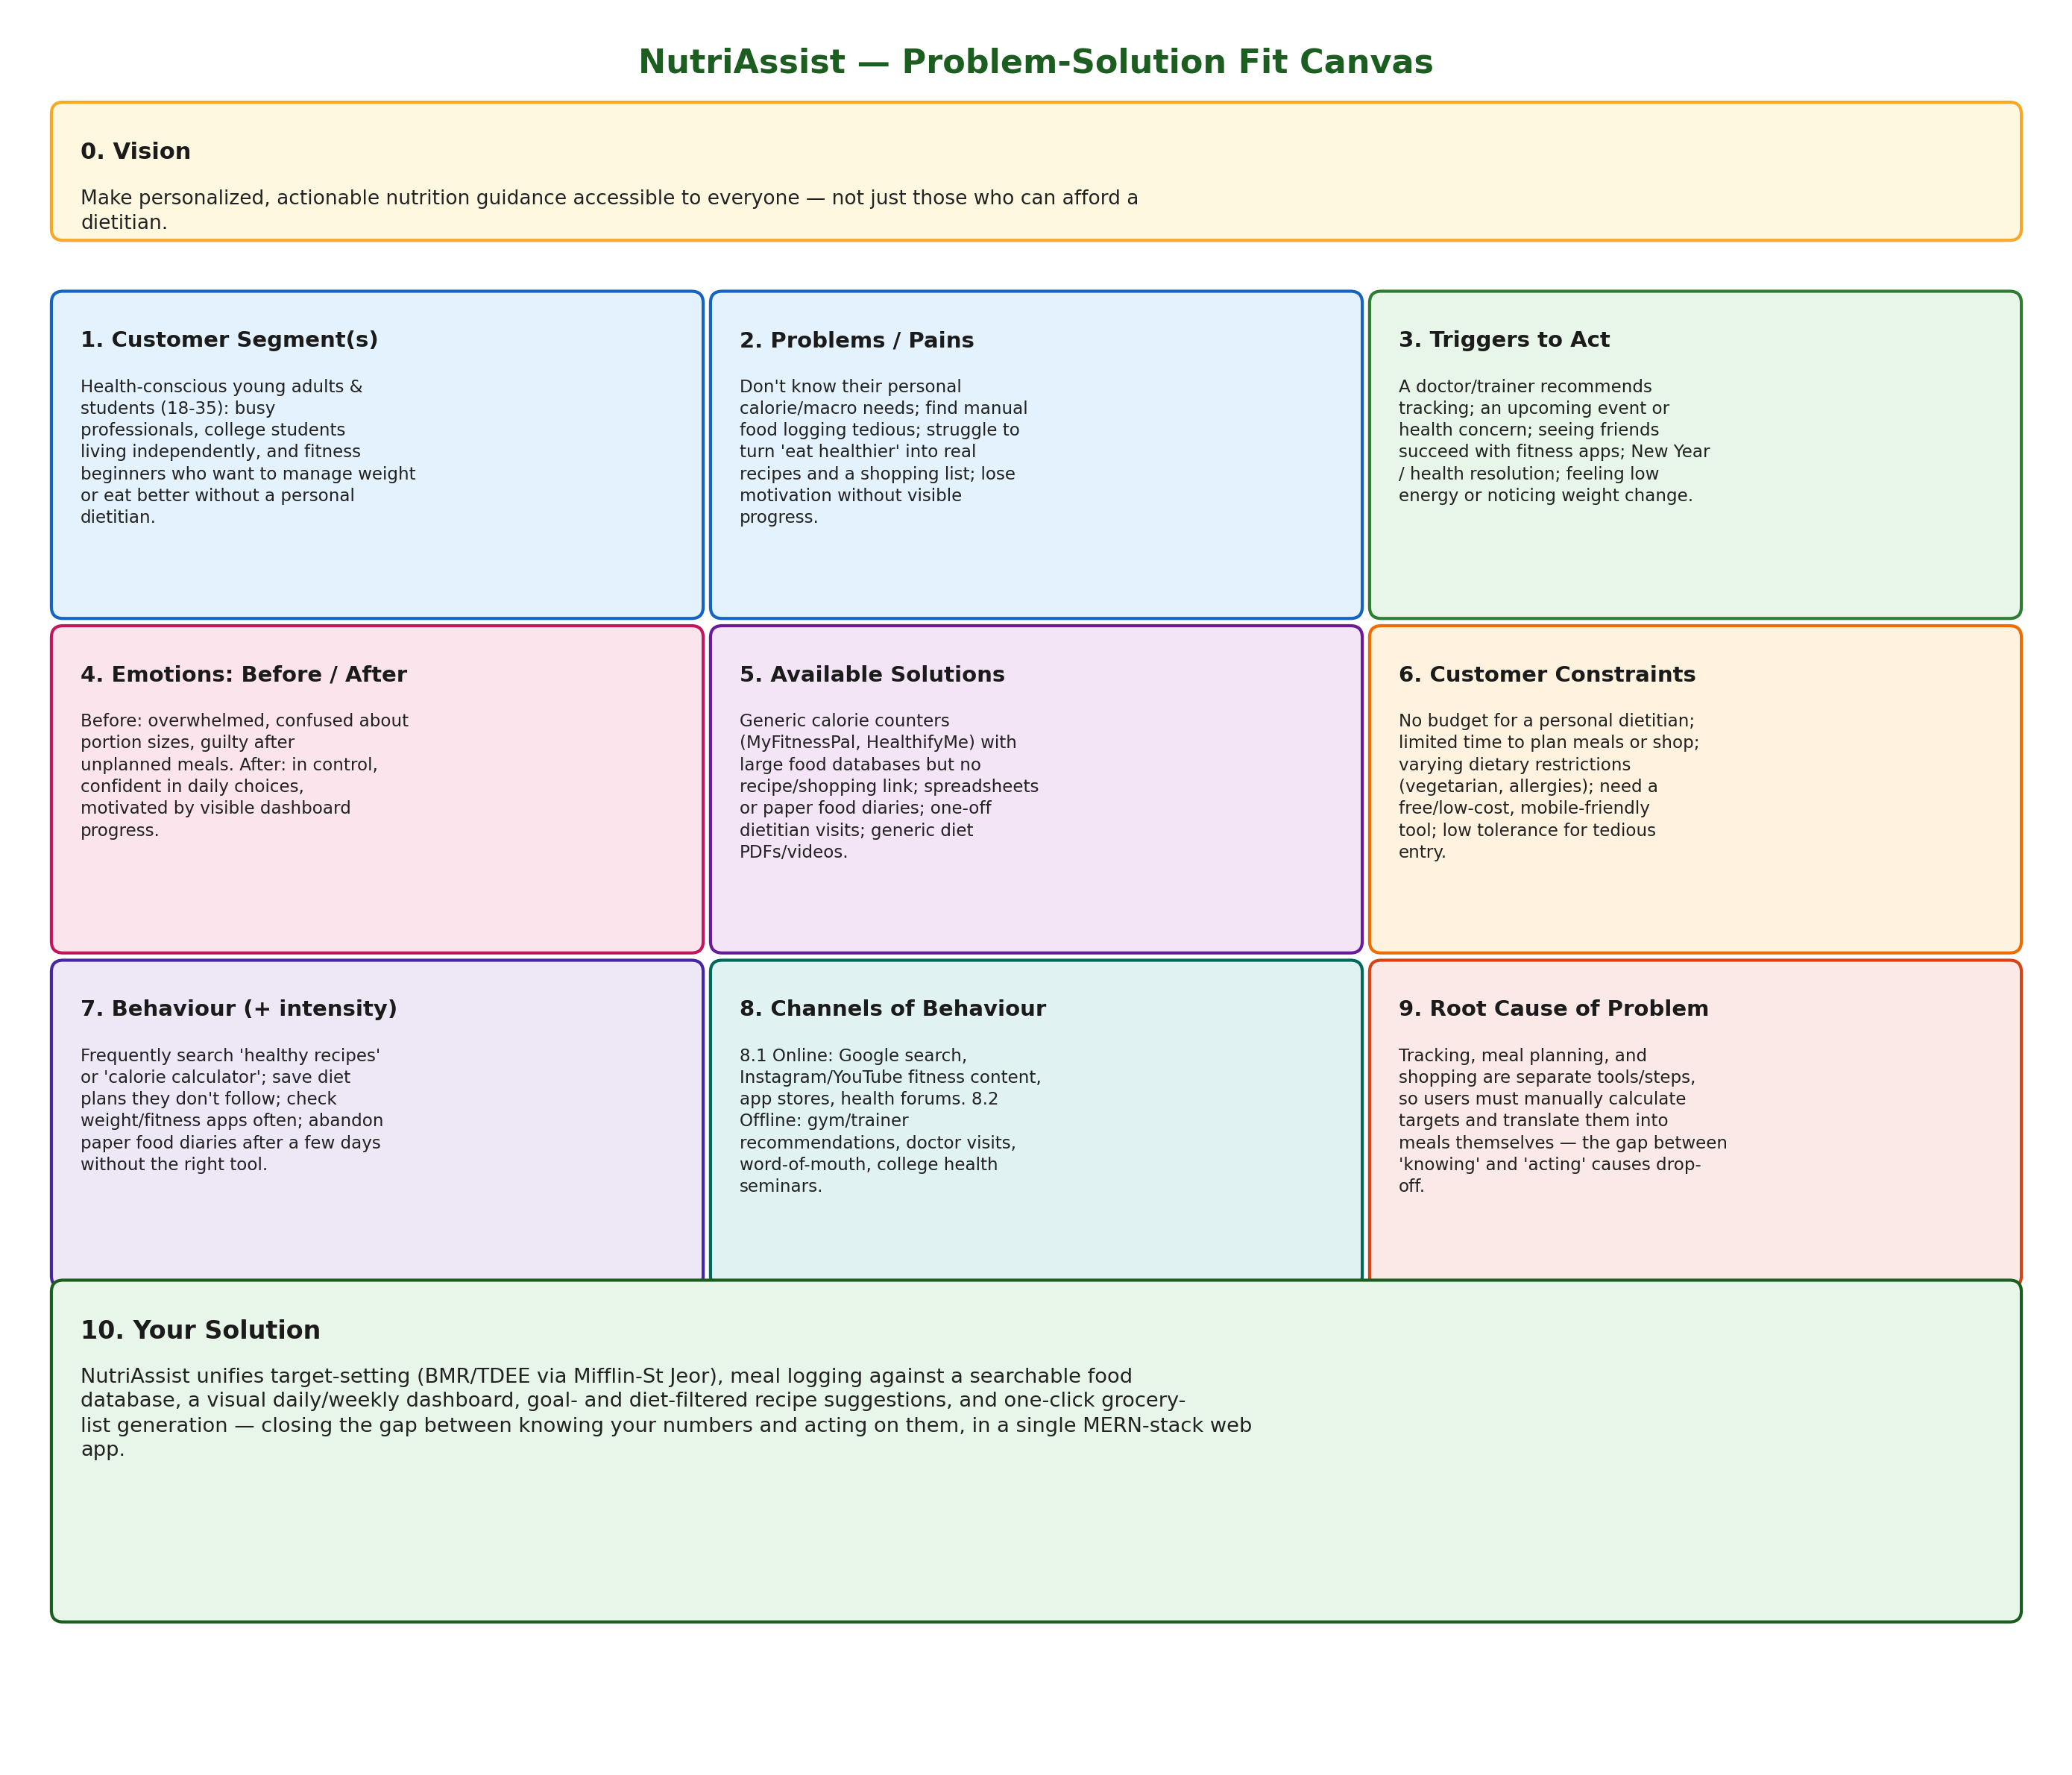 NutriAssist — Problem-Solution Fit Canvas
0. Vision
Make personalized, actionable nutrition guidance accessible to everyone — not just those who can afford a
dietitian.
1. Customer Segment(s)
Health-conscious young adults &
students (18-35): busy
professionals, college students
living independently, and fitness
beginners who want to manage weight
or eat better without a personal
dietitian.
2. Problems / Pains
Don't know their personal
calorie/macro needs; find manual
food logging tedious; struggle to
turn 'eat healthier' into real
recipes and a shopping list; lose
motivation without visible
progress.
3. Triggers to Act
A doctor/trainer recommends
tracking; an upcoming event or
health concern; seeing friends
succeed with fitness apps; New Year
/ health resolution; feeling low
energy or noticing weight change.
4. Emotions: Before / After
Before: overwhelmed, confused about
portion sizes, guilty after
unplanned meals. After: in control,
confident in daily choices,
motivated by visible dashboard
progress.
5. Available Solutions
Generic calorie counters
(MyFitnessPal, HealthifyMe) with
large food databases but no
recipe/shopping link; spreadsheets
or paper food diaries; one-off
dietitian visits; generic diet
PDFs/videos.
6. Customer Constraints
No budget for a personal dietitian;
limited time to plan meals or shop;
varying dietary restrictions
(vegetarian, allergies); need a
free/low-cost, mobile-friendly
tool; low tolerance for tedious
entry.
7. Behaviour (+ intensity)
Frequently search 'healthy recipes'
or 'calorie calculator'; save diet
plans they don't follow; check
weight/fitness apps often; abandon
paper food diaries after a few days
without the right tool.
8. Channels of Behaviour
8.1 Online: Google search,
Instagram/YouTube fitness content,
app stores, health forums. 8.2
Offline: gym/trainer
recommendations, doctor visits,
word-of-mouth, college health
seminars.
9. Root Cause of Problem
Tracking, meal planning, and
shopping are separate tools/steps,
so users must manually calculate
targets and translate them into
meals themselves — the gap between
'knowing' and 'acting' causes drop-
off.
10. Your Solution
NutriAssist unifies target-setting (BMR/TDEE via Mifflin-St Jeor), meal logging against a searchable food
database, a visual daily/weekly dashboard, goal- and diet-filtered recipe suggestions, and one-click grocery-
list generation — closing the gap between knowing your numbers and acting on them, in a single MERN-stack web
app.